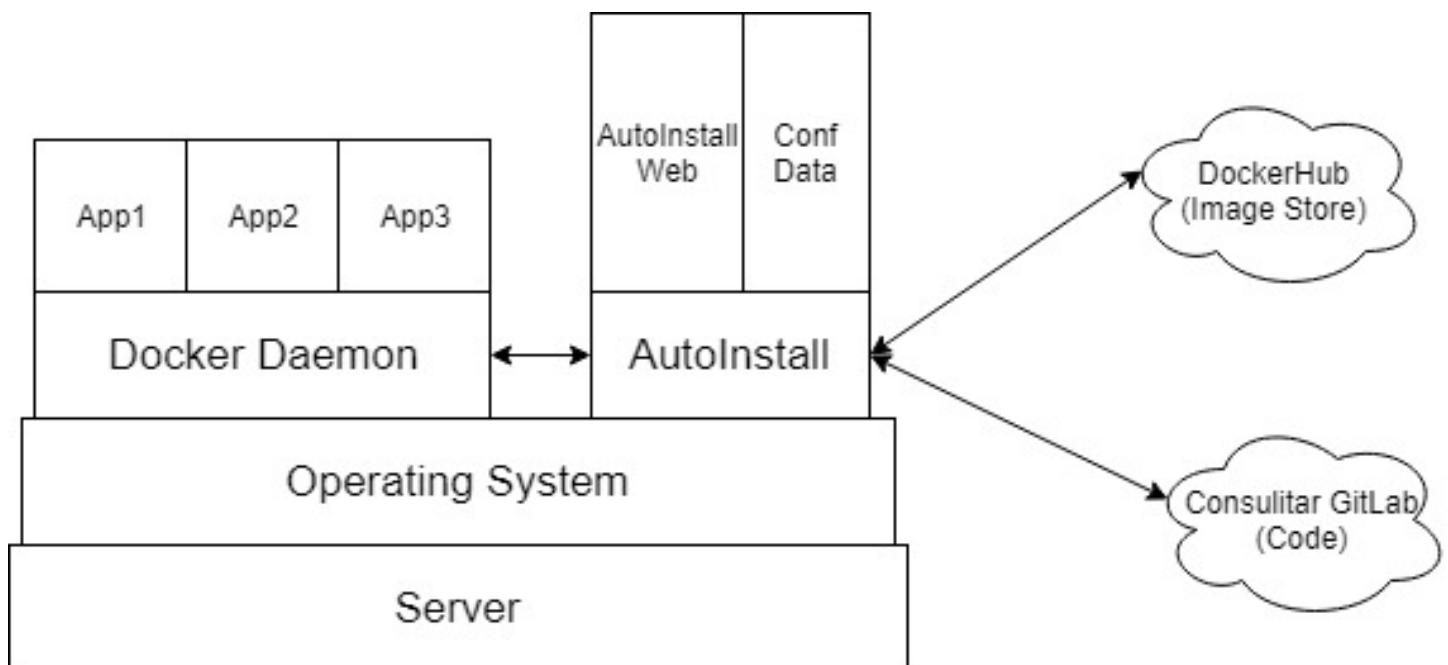 AutoInstall
Web
Conf
Data
DockerHub
(Image Store)
App1
App2
App3
Docker Daemon
AutoInstall
Operating System
Consulitar GitLab
(Code)
Server